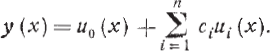 y (x) = u₀ (x) + ∑ᵢ₌₁ⁿ cᵢuᵢ (x).